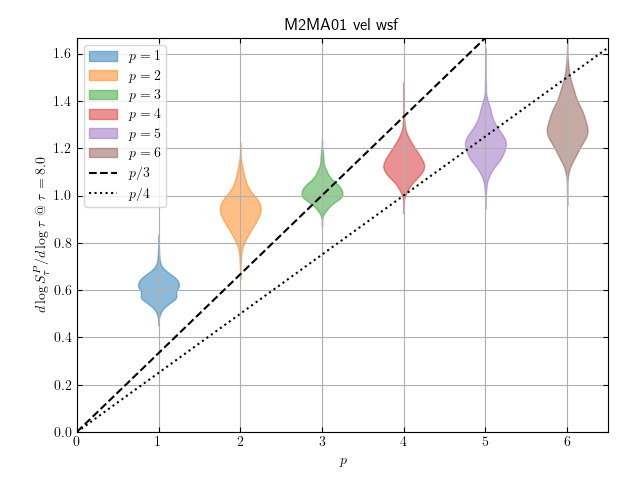 M2MA01 vel wsf
d log S_τ^P / d log τ @ τ = 8.0
1.6
1.4
1.2
1.0
0.8
0.6
0.4
0.2
0.0
p = 1
p = 2
p = 3
p = 4
p = 5
p = 6
p/3
p/4
0 1 2 3 4 5 6
p